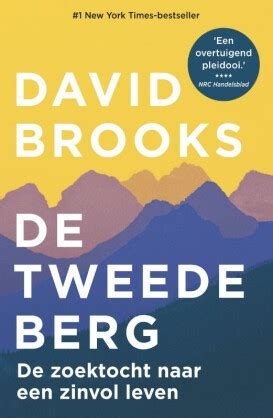 #1 New York Times-bestseller
'Een
overtuigend
pleidooi.'
****
NRC Handelsblad
DAVID
BROOKS
DE
TWEEDE
BERG
De zoektocht naar
een zinvol leven